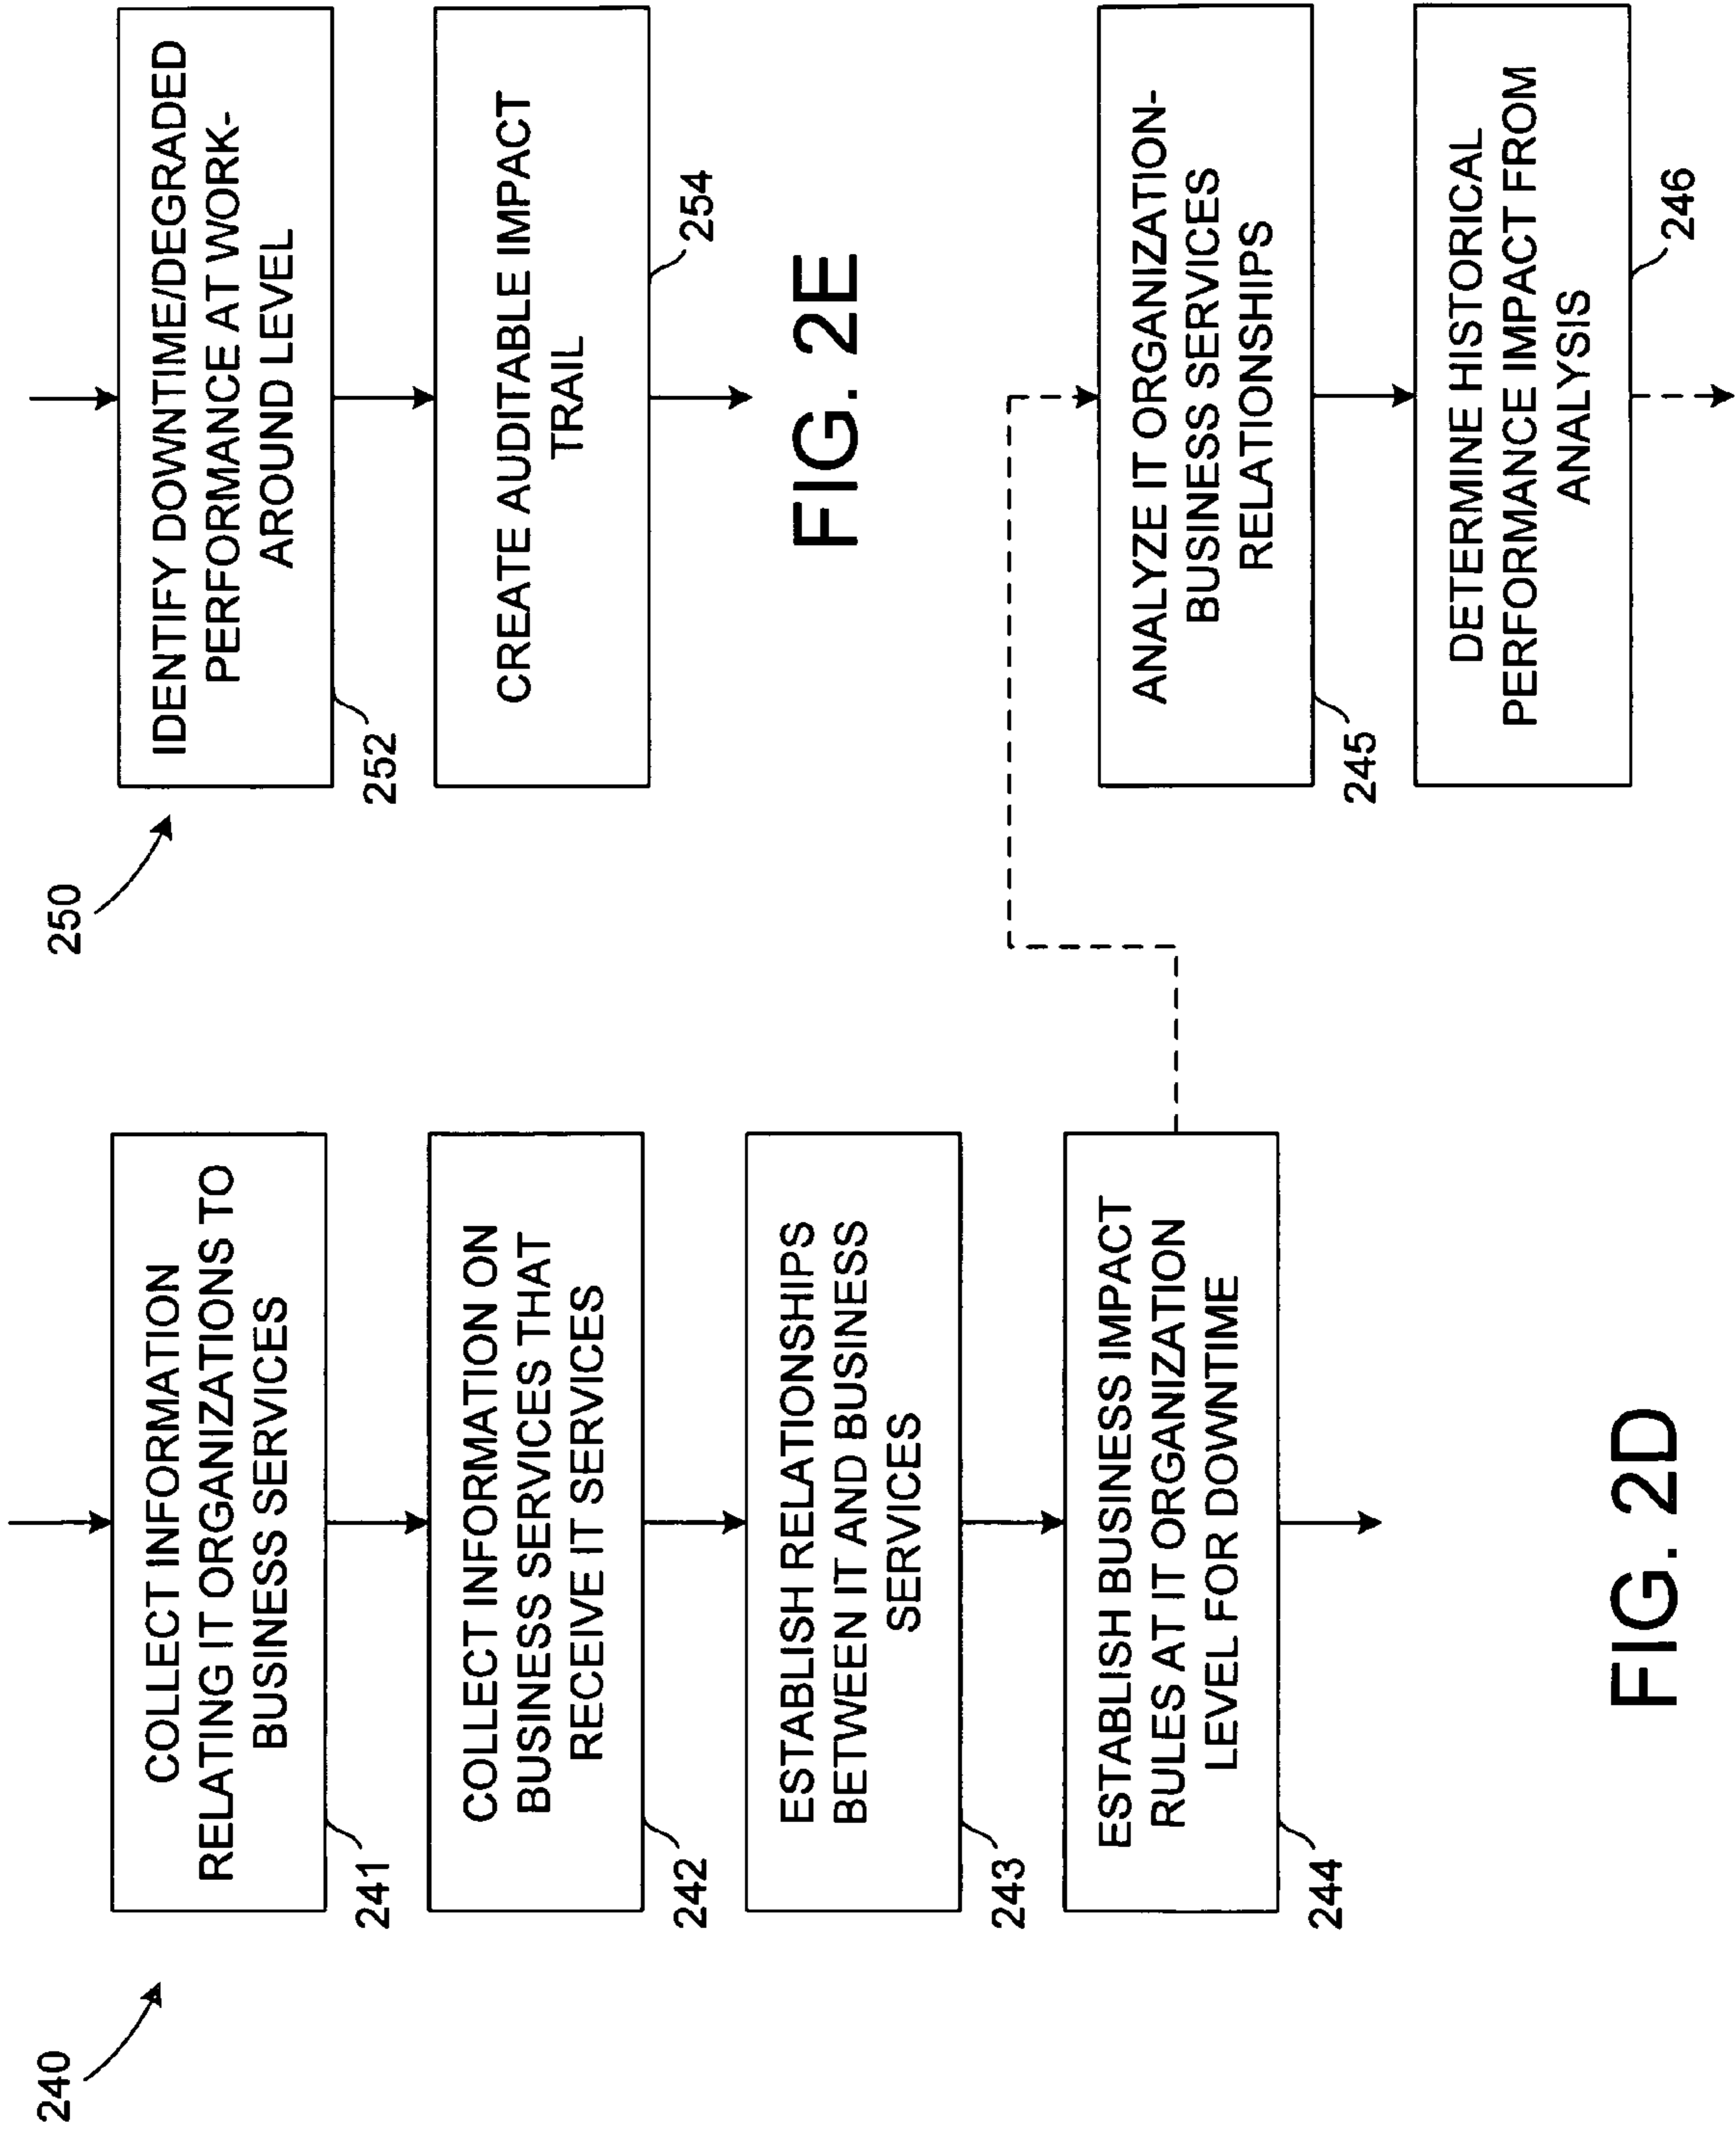 240
COLLECT INFORMATION
RELATING IT ORGANIZATIONS TO
BUSINESS SERVICES
241
COLLECT INFORMATION ON
BUSINESS SERVICES THAT
RECEIVE IT SERVICES
242
ESTABLISH RELATIONSHIPS
BETWEEN IT AND BUSINESS
SERVICES
243
ESTABLISH BUSINESS IMPACT
RULES AT IT ORGANIZATION
LEVEL FOR DOWNTIME
244
FIG. 2D
250
IDENTIFY DOWNTIME/DEGRADED
PERFORMANCE AT WORK-
AROUND LEVEL
252
CREATE AUDITABLE IMPACT
TRAIL
254
FIG. 2E
ANALYZE IT ORGANIZATION-
BUSINESS SERVICES
RELATIONSHIPS
245
DETERMINE HISTORICAL
PERFORMANCE IMPACT FROM
ANALYSIS
246